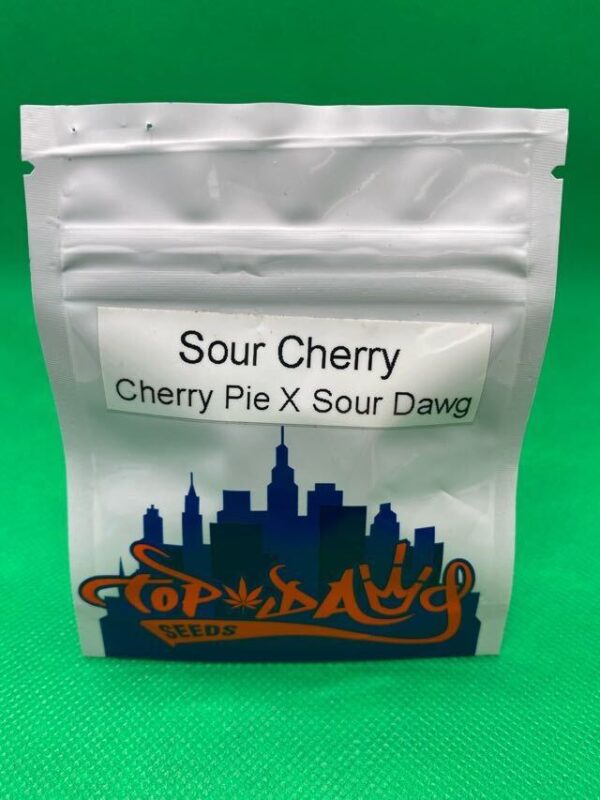 Sour Cherry
Cherry Pie X Sour Dawg
TOP DAWG
SEEDS